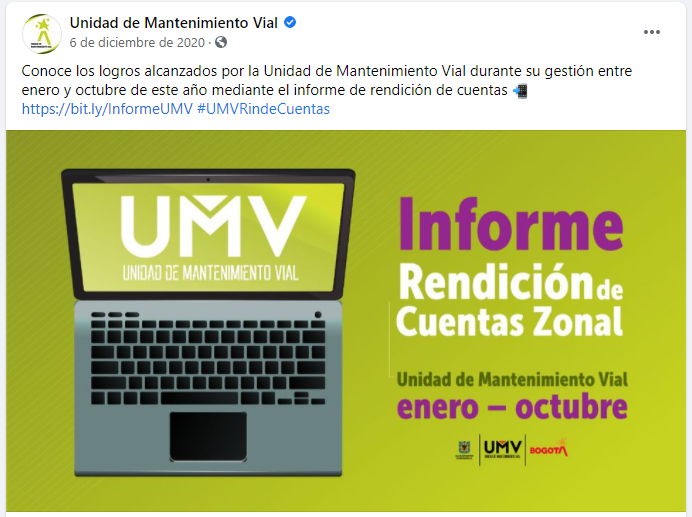 Unidad de Mantenimiento Vial
6 de diciembre de 2020 ·
Conoce los logros alcanzados por la Unidad de Mantenimiento Vial durante su gestión entre
enero y octubre de este año mediante el informe de rendición de cuentas
https://bit.ly/InformeUMV #UMVRindeCuentas
UMV
UNIDAD DE MANTENIMIENTO VIAL
Informe
Rendición de
Cuentas Zonal
Unidad de Mantenimiento Vial
enero – octubre
UMV
BOGOTÁ